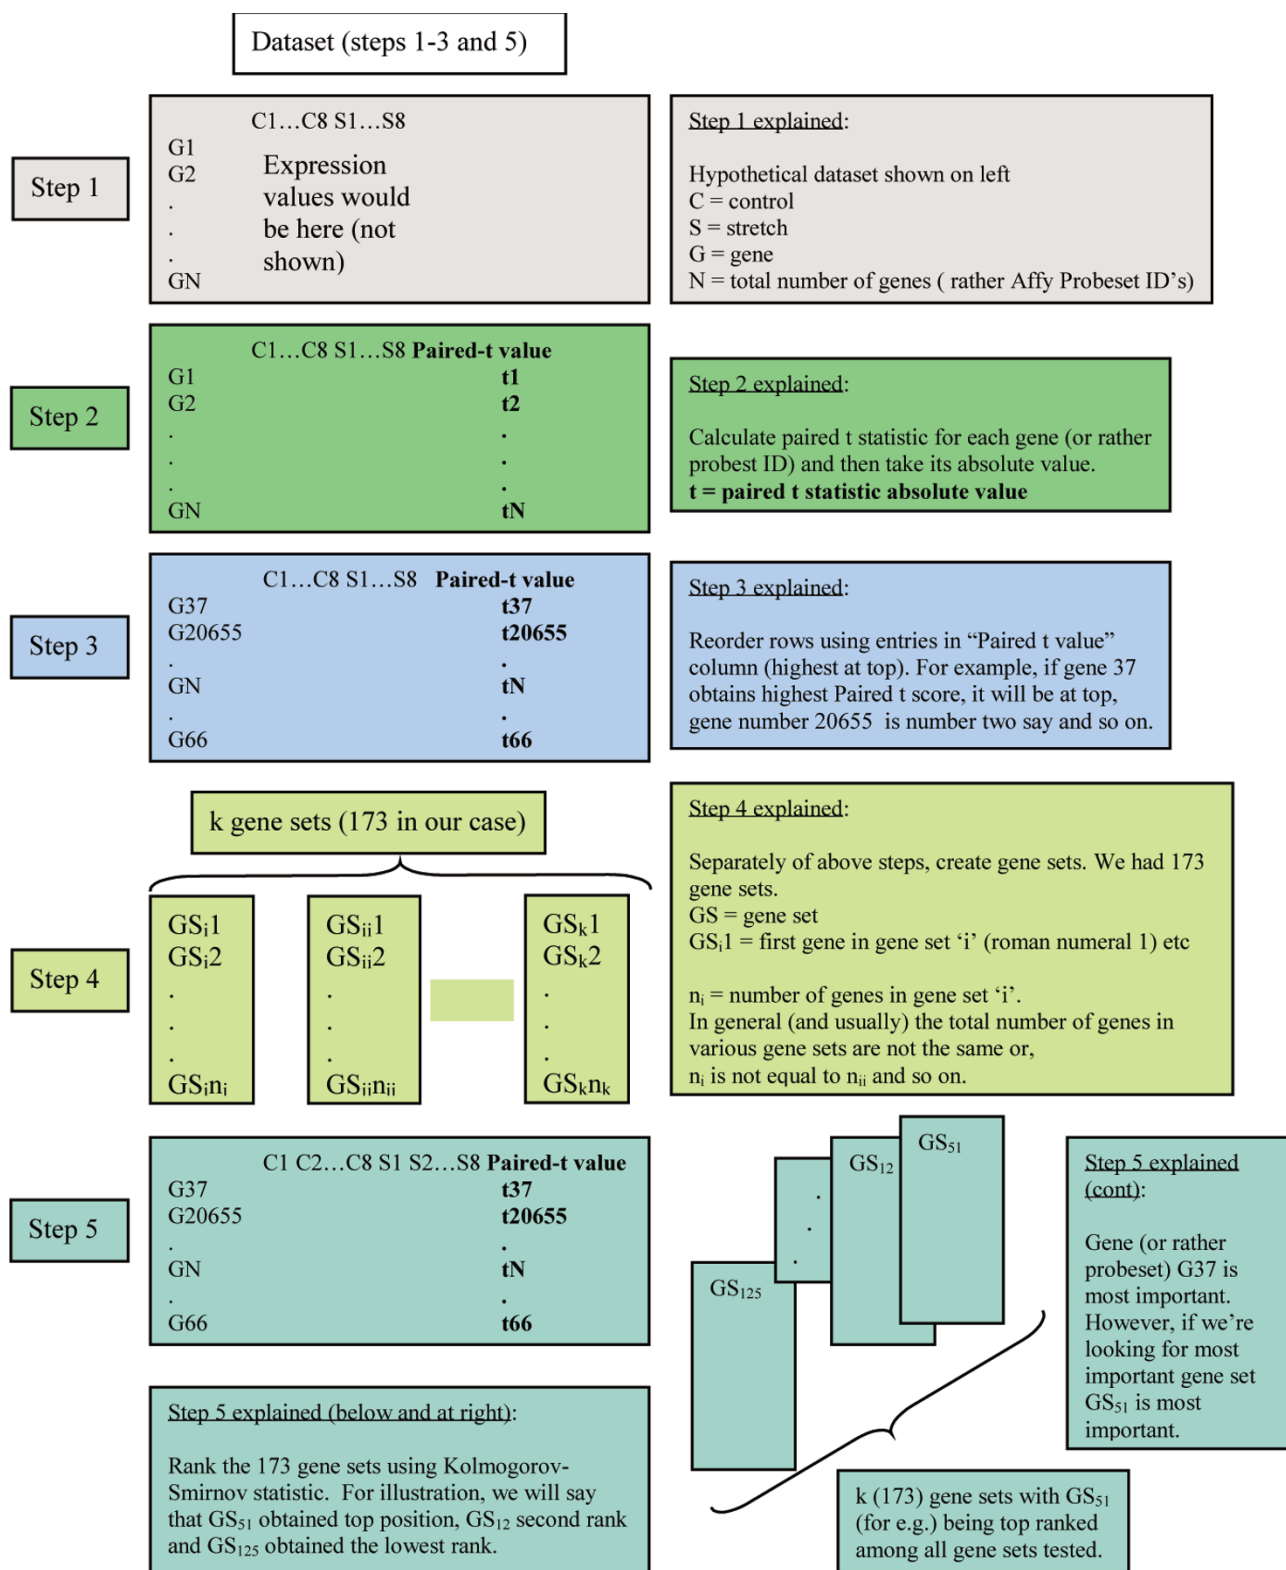 Dataset (steps 1-3 and 5)
Step 1
C1...C8 S1...S8
G1
G2
.
.
.
GN
Expression
values would
be here (not
shown)
Step 1 explained:
Hypothetical dataset shown on left
C = control
S = stretch
G = gene
N = total number of genes ( rather Affy Probeset ID's)
Step 2
C1...C8 S1...S8 Paired-t value
G1 t1
G2 t2
. .
. .
. .
GN tN
Step 2 explained:
Calculate paired t statistic for each gene (or rather
probest ID) and then take its absolute value.
t = paired t statistic absolute value
Step 3
C1...C8 S1...S8 Paired-t value
G37 t37
G20655 t20655
. .
GN tN
. .
G66 t66
Step 3 explained:
Reorder rows using entries in “Paired t value”
column (highest at top). For example, if gene 37
obtains highest Paired t score, it will be at top,
gene number 20655 is number two say and so on.
k gene sets (173 in our case)
Step 4
GSi1
GSi2
.
.
.
GSini
GSii1
GSii2
.
.
.
GSiinii
GSk1
GSk2
.
.
.
GSknk
Step 4 explained:
Separately of above steps, create gene sets. We had 173
gene sets.
GS = gene set
GSi1 = first gene in gene set ‘i’ (roman numeral 1) etc
ni = number of genes in gene set ‘i’.
In general (and usually) the total number of genes in
various gene sets are not the same or,
ni is not equal to nii and so on.
Step 5
C1 C2...C8 S1 S2...S8 Paired-t value
G37 t37
G20655 t20655
. .
GN tN
. .
G66 t66
GS51
GS12
.
.
.
GS125
Step 5 explained
(cont):
Gene (or rather
probeset) G37 is
most important.
However, if we're
looking for most
important gene set
GS51 is most
important.
Step 5 explained (below and at right):
Rank the 173 gene sets using Kolmogorov-
Smirnov statistic. For illustration, we will say
that GS51 obtained top position, GS12 second rank
and GS125 obtained the lowest rank.
k (173) gene sets with GS51
(for e.g.) being top ranked
among all gene sets tested.